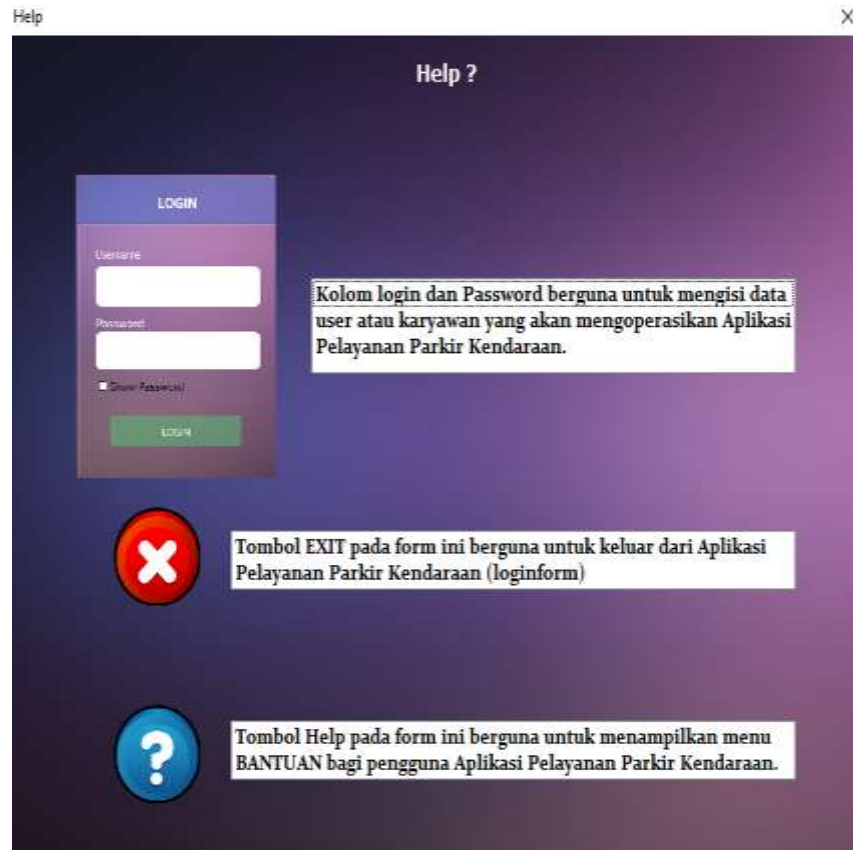 Help
Help ?
LOGIN
Username
Password
Show Password
LOGIN
Kolom login dan Password berguna untuk mengisi data
user atau karyawan yang akan mengoperasikan Aplikasi
Pelayanan Parkir Kendaraan.
Tombol EXIT pada form ini berguna untuk keluar dari Aplikasi
Pelayanan Parkir Kendaraan (loginform)
Tombol Help pada form ini berguna untuk menampilkan menu
BANTUAN bagi pengguna Aplikasi Pelayanan Parkir Kendaraan.